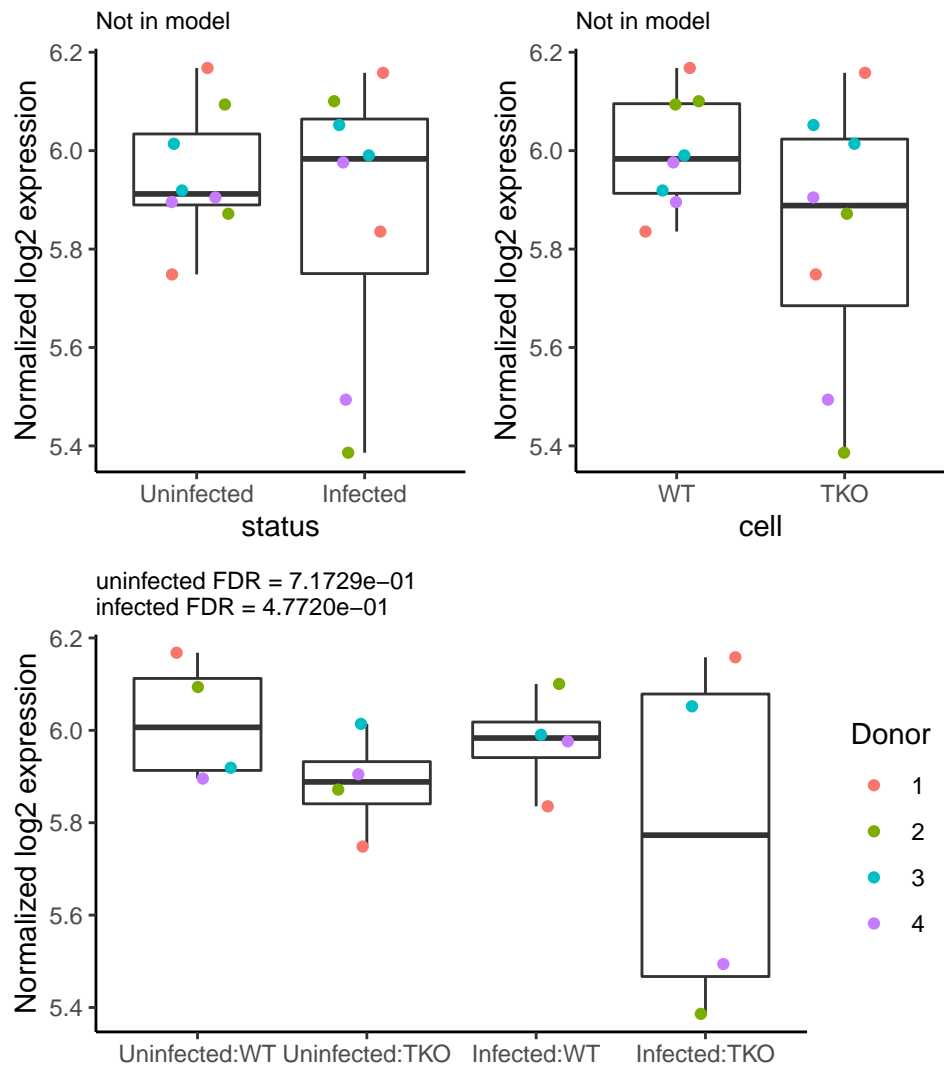 Not in model
6.2
6.0
5.8
5.6
5.4
Normalized log2 expression
Uninfected Infected
status
Not in model
6.2
6.0
5.8
5.6
5.4
Normalized log2 expression
WT TKO
cell
uninfected FDR = 7.1729e−01
infected FDR = 4.7720e−01
6.2
6.0
5.8
5.6
5.4
Normalized log2 expression
Uninfected:WT Uninfected:TKO Infected:WT Infected:TKO
Donor
1
2
3
4